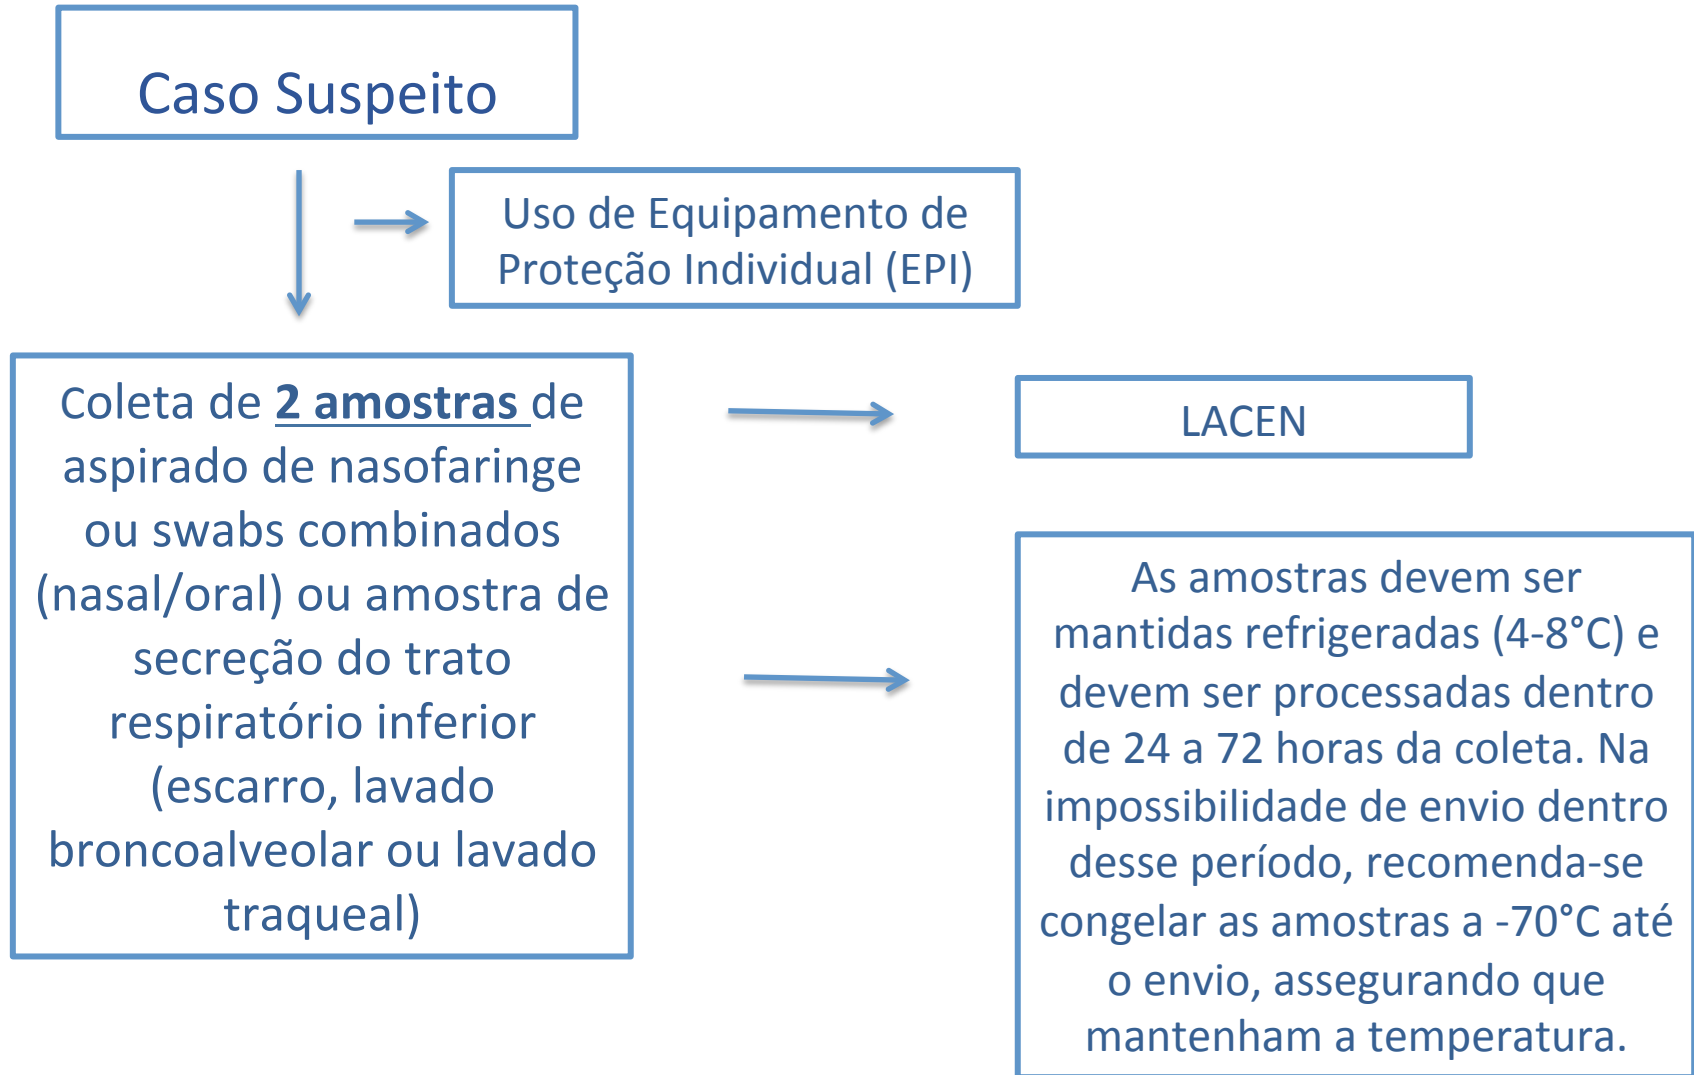 Caso Suspeito
Uso de Equipamento de
Proteção Individual (EPI)
Coleta de 2 amostras de
aspirado de nasofaringe
ou swabs combinados
(nasal/oral) ou amostra de
secreção do trato
respiratório inferior
(escarro, lavado
broncoalveolar ou lavado
traqueal)
LACEN
As amostras devem ser
mantidas refrigeradas (4-8°C) e
devem ser processadas dentro
de 24 a 72 horas da coleta. Na
impossibilidade de envio dentro
desse período, recomenda-se
congelar as amostras a -70°C até
o envio, assegurando que
mantenham a temperatura.